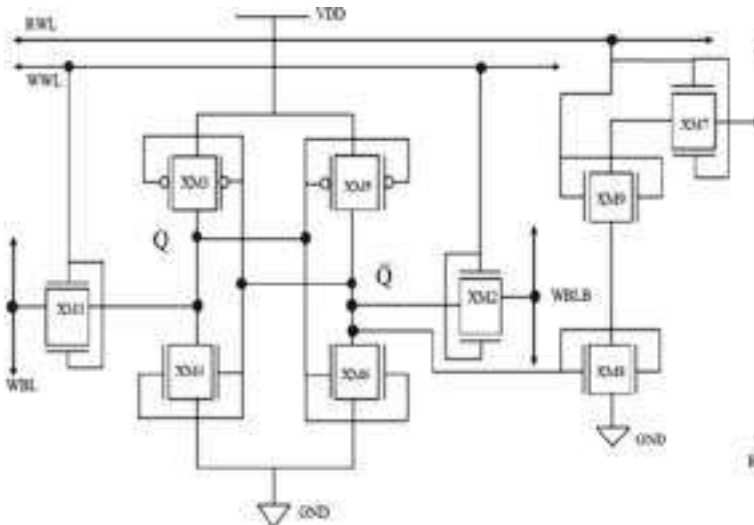 VDD
RWL
WWL
XM7
XM3
XM5
XM9
Q
Q̄
XM1
XM2
WBLB
XM4
XM6
XM8
WBL
GND
GND